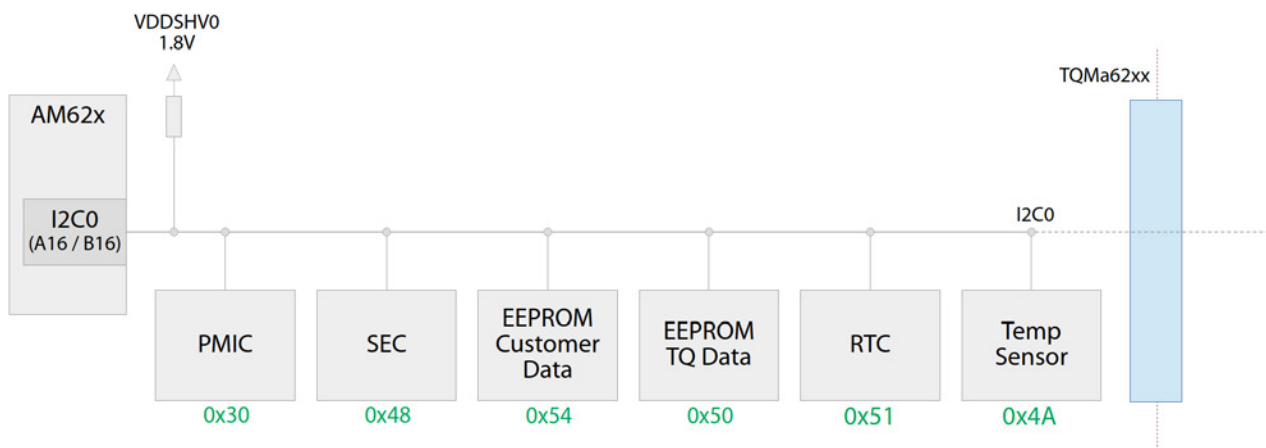 VDDSHV0
1.8V
TQMa62xx
AM62x
I2C0
(A16 / B16)
I2C0
PMIC
SEC
EEPROM
Customer
Data
EEPROM
TQ Data
RTC
Temp
Sensor
0x30
0x48
0x54
0x50
0x51
0x4A